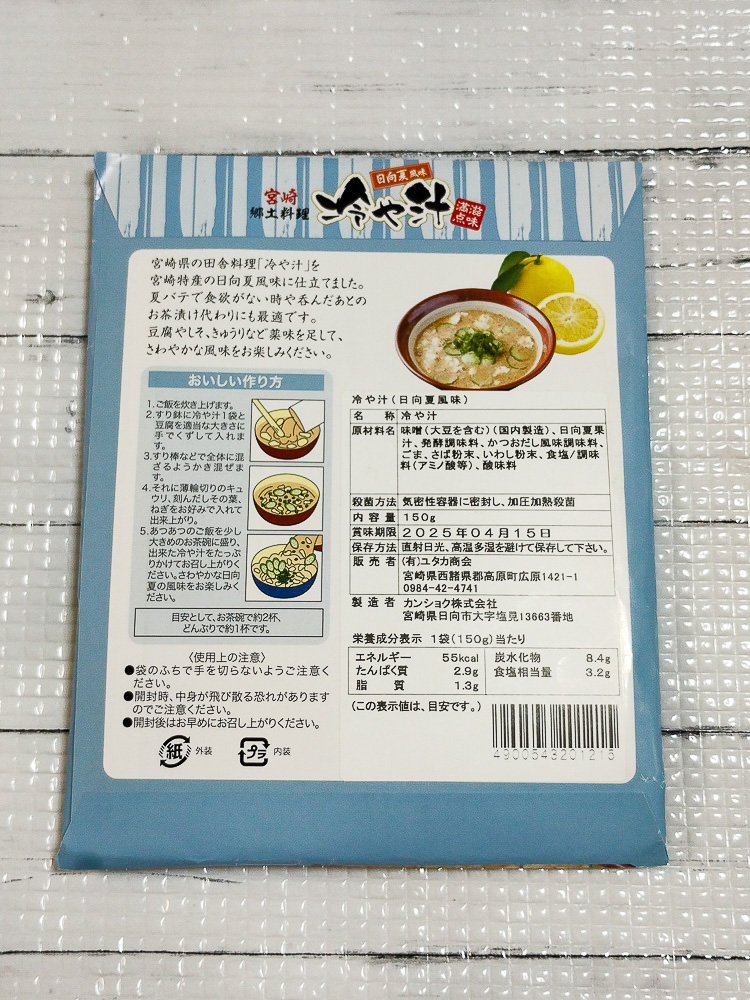 宮崎
郷土料理
日向夏風味
冷や汁
滋味
満点
宮崎県の田舎料理「冷や汁」を
宮崎特産の日向夏風味に仕立てました。
夏バテで食欲がない時や呑んだあとの
お茶漬け代わりにも最適です。
豆腐やしそ、きゅうりなど薬味を足して、
さわやかな風味をお楽しみください。
おいしい作り方
1.ご飯を炊き上げます。
2.すり鉢に冷や汁1袋と
豆腐を適当な大きさに
手でくずして入れま
す。
3.すり棒などで全体に混
ざるようかき混ぜま
す。
4.それに薄輪切りのキュ
ウリ、刻んだしその葉、
ねぎをお好みで入れて
出来上がり。
5.あつあつのご飯を少し
大きめのお茶碗に盛り、
出来た冷や汁をたっぷ
りかけてお召し上がりく
ださい。さわやかな日向
夏の風味をお楽しみく
ださい。
目安として、お茶碗で約2杯、
どんぶりで約1杯です。
〈使用上の注意〉
●袋のふちで手を切らないようご注意く
ださい。
●開封時、中身が飛び散る恐れがあります
のでご注意ください。
●開封後はお早めにお召し上がりください。
紙 外装 プラ 内装
冷や汁(日向夏風味)
名称 冷や汁
原材料名 味噌(大豆を含む)(国内製造)、日向夏果
汁、発酵調味料、かつおだし風味調味料、
ごま、さば粉末、いわし粉末、食塩/調味
料(アミノ酸等)、酸味料
殺菌方法 気密性容器に密封し、加圧加熱殺菌
内容量 150g
賞味期限 2025年04月15日
保存方法 直射日光、高温多湿を避けて保存して下さい。
販売者 (有)ユタカ商会
宮崎県西諸県郡高原町広原1421-1
0984-42-4741
製造者 カンショク株式会社
宮崎県日向市大字塩見13663番地
栄養成分表示 1袋(150g)当たり
エネルギー 55kcal 炭水化物 8.4g
たんぱく質 2.9g 食塩相当量 3.2g
脂質 1.3g
(この表示値は、目安です。)
4900543201215